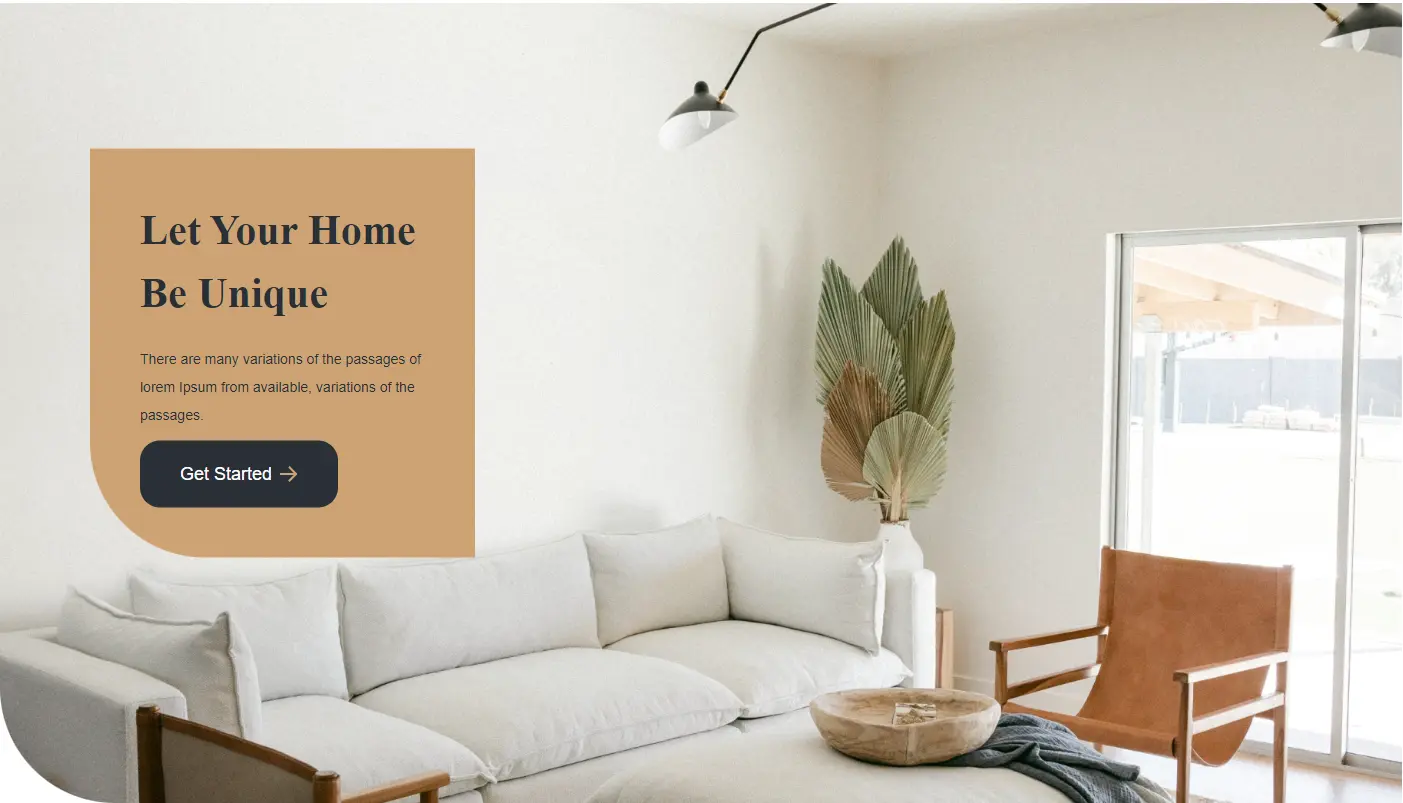 Let Your Home
Be Unique
There are many variations of the passages of
lorem Ipsum from available, variations of the
passages.
Get Started →